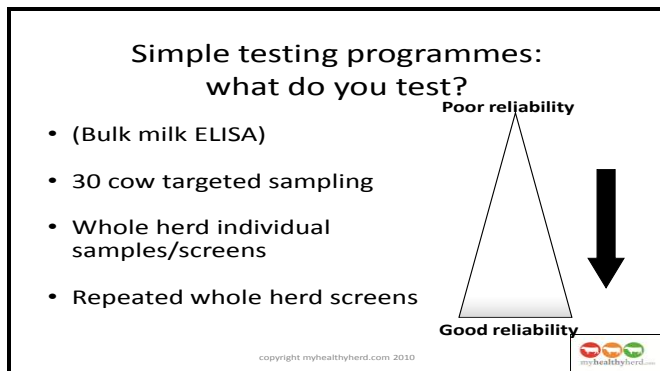 Simple testing programmes:
what do you test?
Poor reliability
• (Bulk milk ELISA)
• 30 cow targeted sampling
• Whole herd individual
samples/screens
• Repeated whole herd screens
Good reliability
copyright myhealthyherd.com 2010
myhealthyherd.com